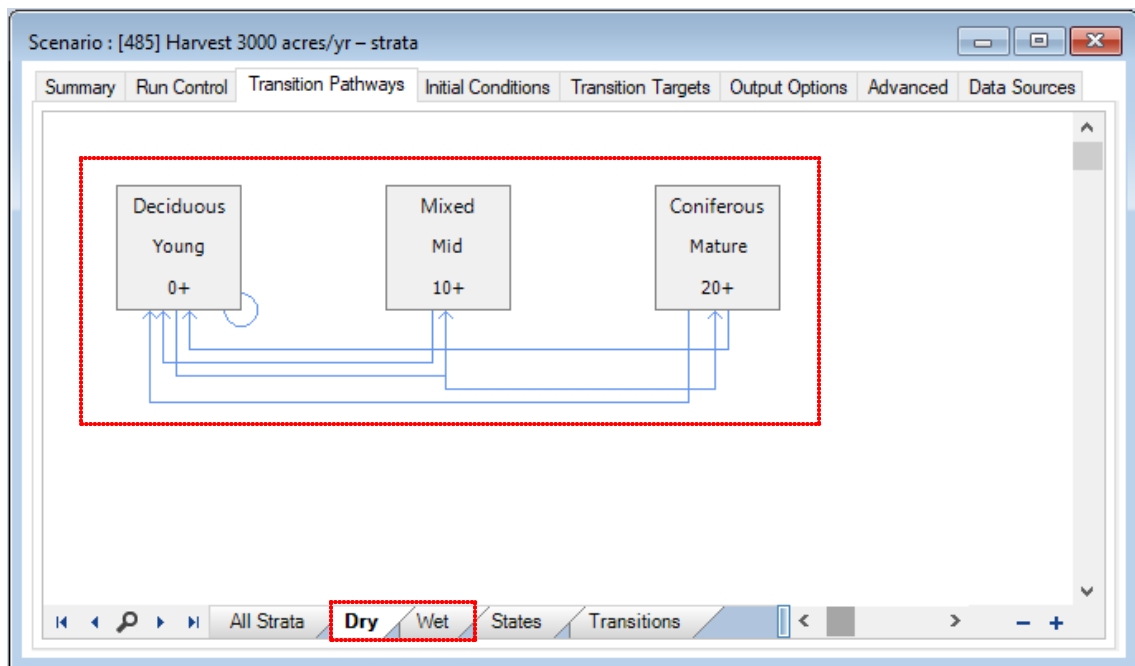 Scenario : [485] Harvest 3000 acres/yr – strata
Summary Run Control Transition Pathways Initial Conditions Transition Targets Output Options Advanced Data Sources
Deciduous Mixed Coniferous
Young Mid Mature
0+ 10+ 20+
All Strata Dry Wet States Transitions